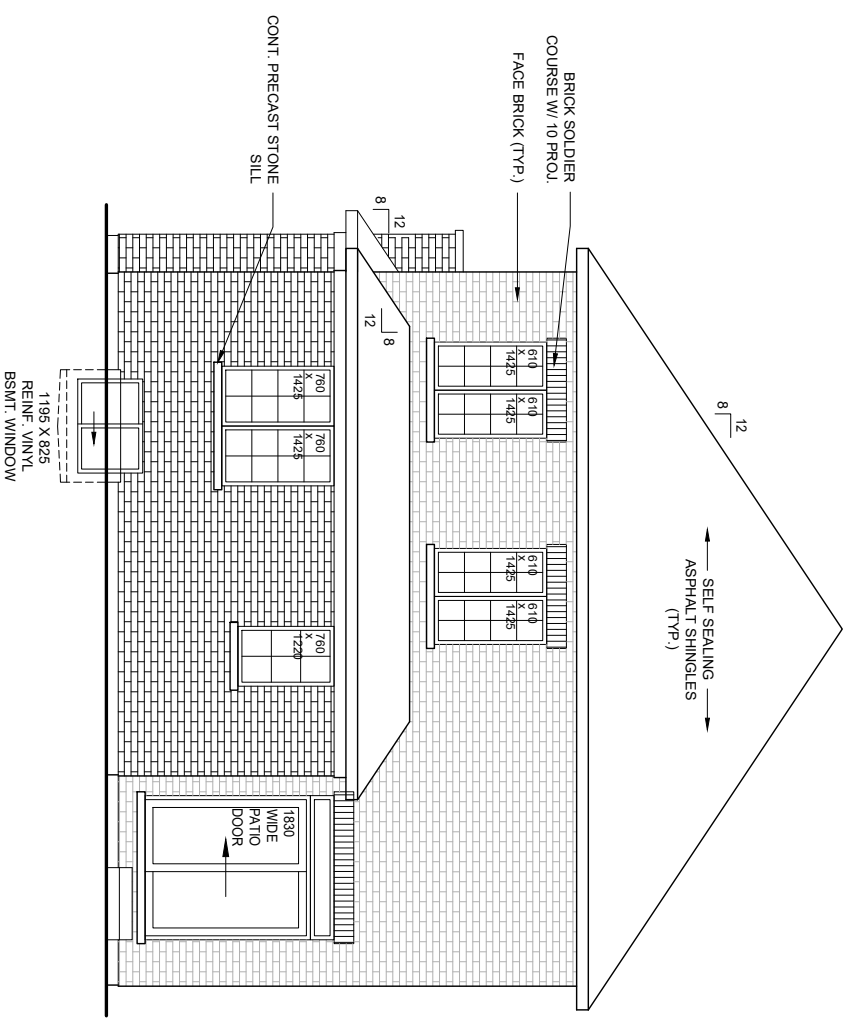 12
8
SELF SEALING
ASPHALT SHINGLES
(TYP.)
BRICK SOLDIER
COURSE W/ 10 PROJ.
FACE BRICK (TYP.)
610
x
1425
610
x
1425
610
x
1425
610
x
1425
12
8
8
12
CONT. PRECAST STONE
SILL
760
x
1425
760
x
1425
760
x
1220
1830
WIDE
PATIO
DOOR
1195 X 825
REINF. VINYL
BSMT. WINDOW